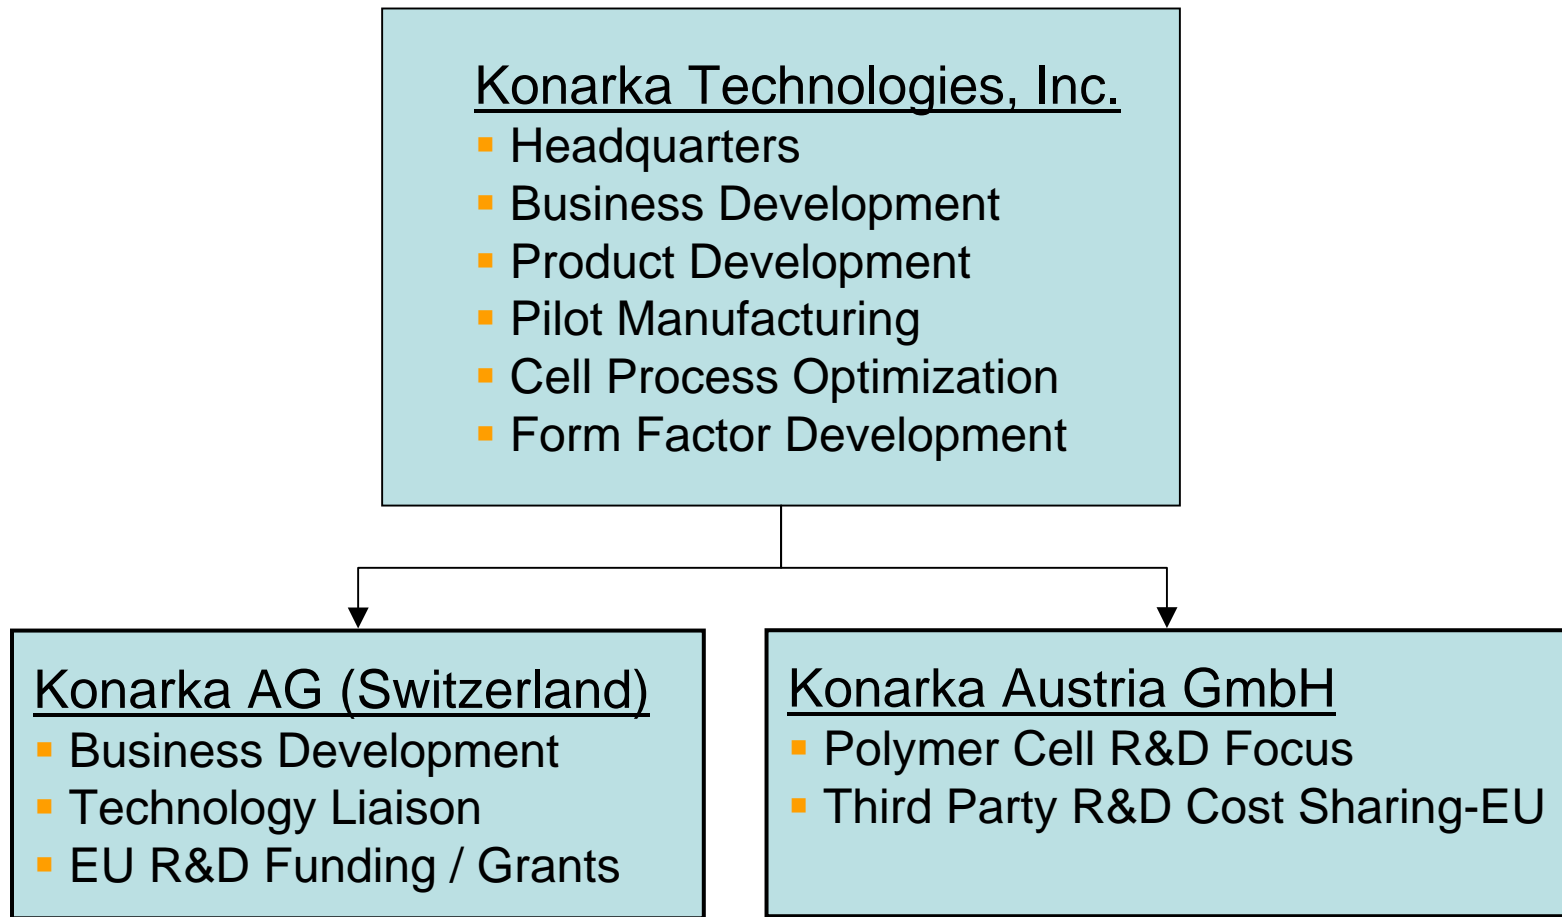 Konarka Technologies, Inc.
▪ Headquarters
▪ Business Development
▪ Product Development
▪ Pilot Manufacturing
▪ Cell Process Optimization
▪ Form Factor Development
Konarka AG (Switzerland)
▪ Business Development
▪ Technology Liaison
▪ EU R&D Funding / Grants
Konarka Austria GmbH
▪ Polymer Cell R&D Focus
▪ Third Party R&D Cost Sharing-EU